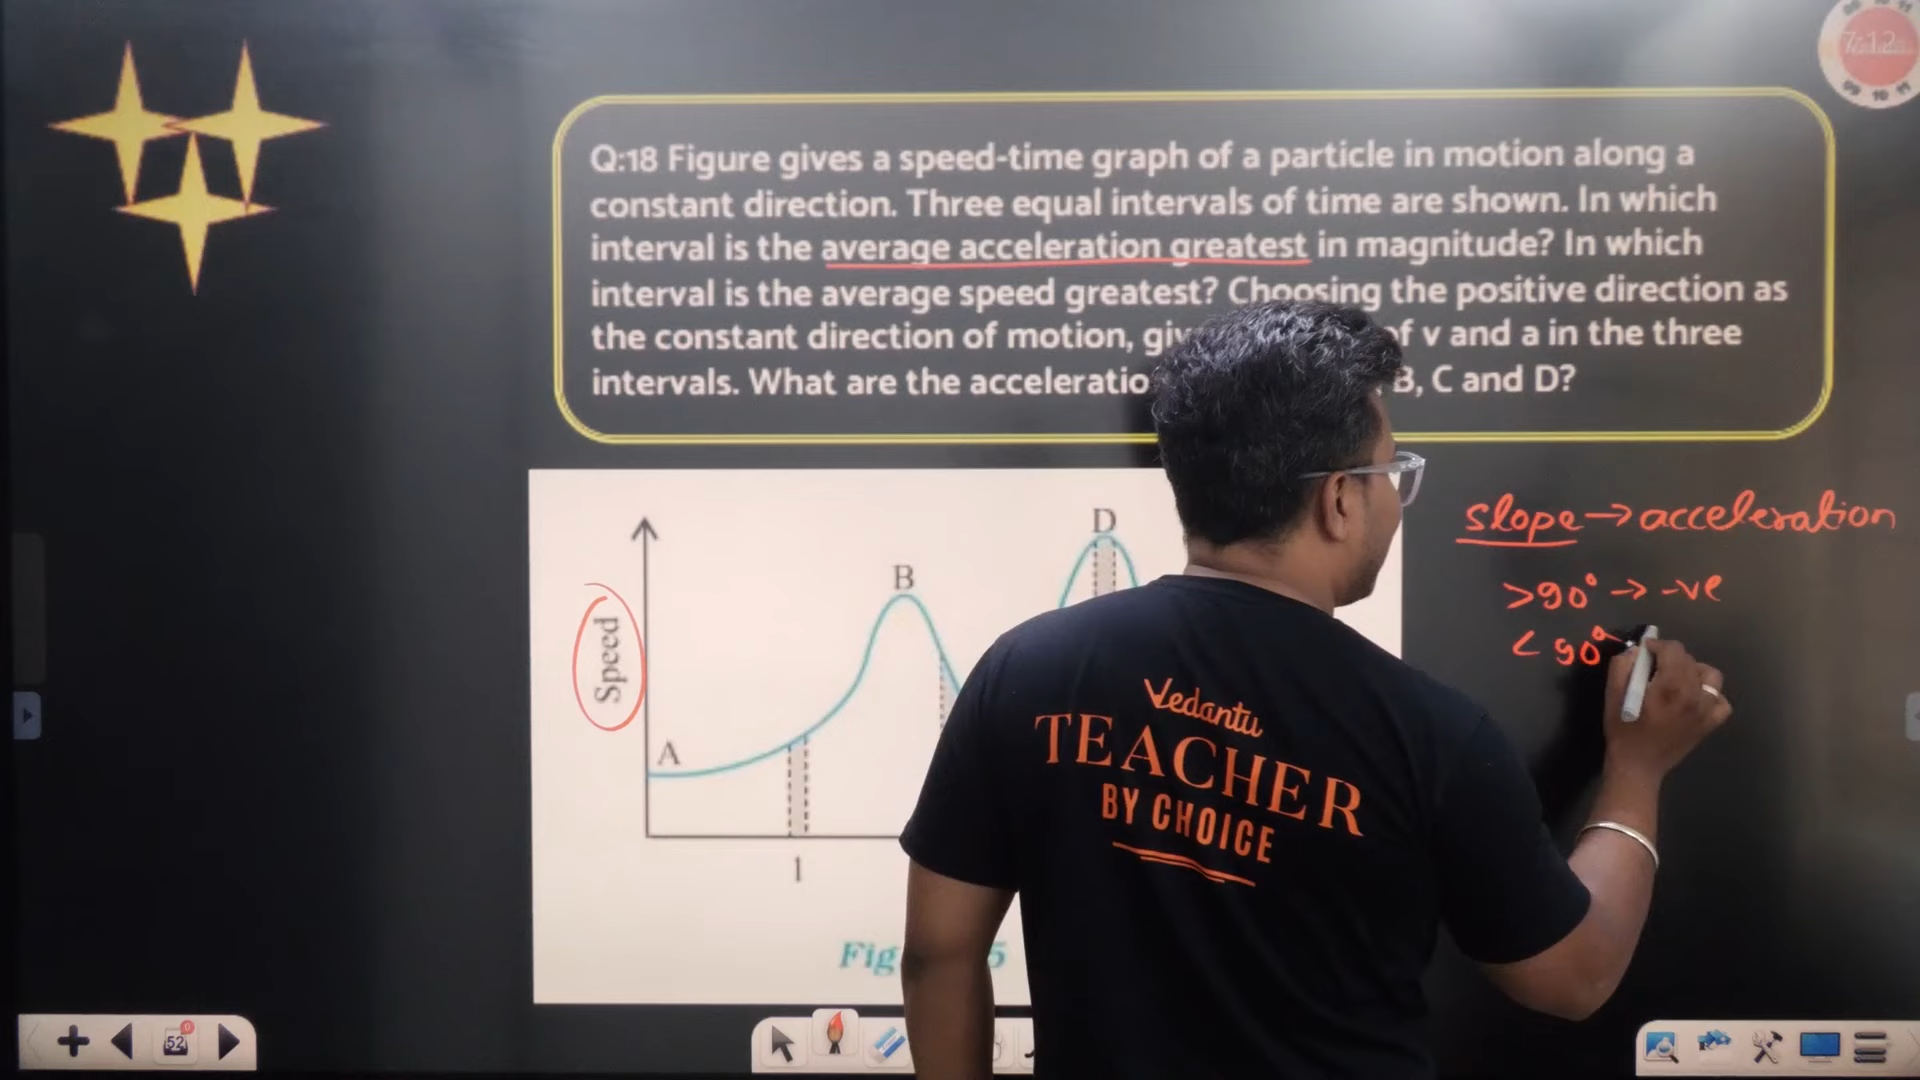 Q:18 Figure gives a speed-time graph of a particle in motion along a
constant direction. Three equal intervals of time are shown. In which
interval is the average acceleration greatest in magnitude? In which
interval is the average speed greatest? Choosing the positive direction as
the constant direction of motion, of v and a in the three
intervals. What are the B, C and D?
slope → acceleration
>90° → -ve
< 90°
D
B
Speed
A
1
Fig 5
Vedantu
TEACHER
BY CHOICE
52